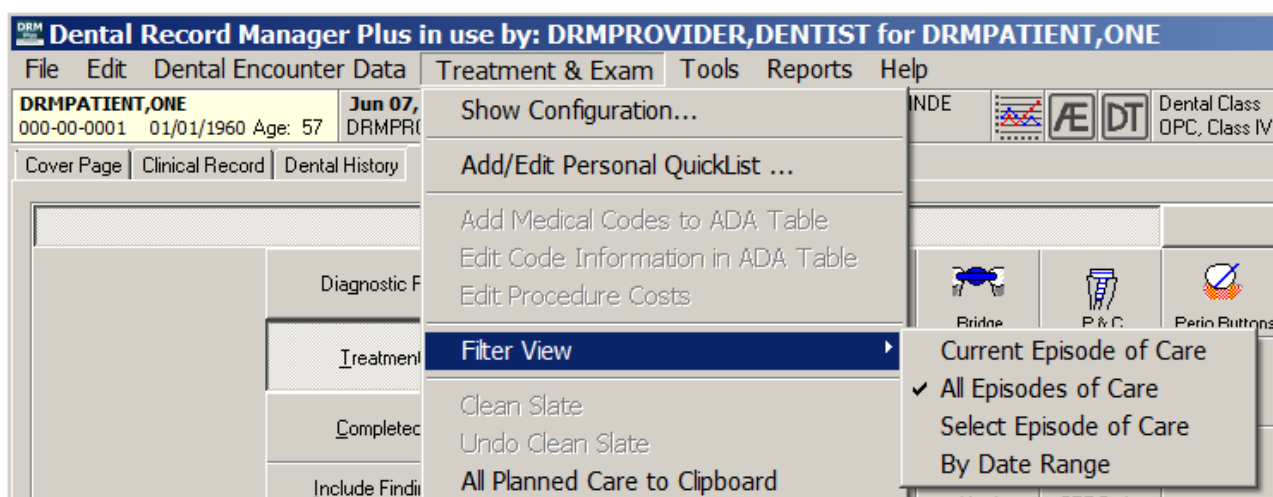 DRM Plus Dental Record Manager Plus in use by: DRMPROVIDER,DENTIST for DRMPATIENT,ONE
File Edit Dental Encounter Data Treatment & Exam Tools Reports Help
DRMPATIENT,ONE Jun 07, INDE Dental Class
000-00-0001 01/01/1960 Age: 57 DRMPR ÆE DT OPC, Class IV
Cover Page Clinical Record Dental History
Show Configuration...
Add/Edit Personal QuickList ...
Add Medical Codes to ADA Table
Edit Code Information in ADA Table
Edit Procedure Costs
Diagnostic F
Bridge P & C Perio Buttons
Filter View
Treatment
Clean Slate
Undo Clean Slate
Completed
All Planned Care to Clipboard
Include Findi
Current Episode of Care
✓ All Episodes of Care
Select Episode of Care
By Date Range